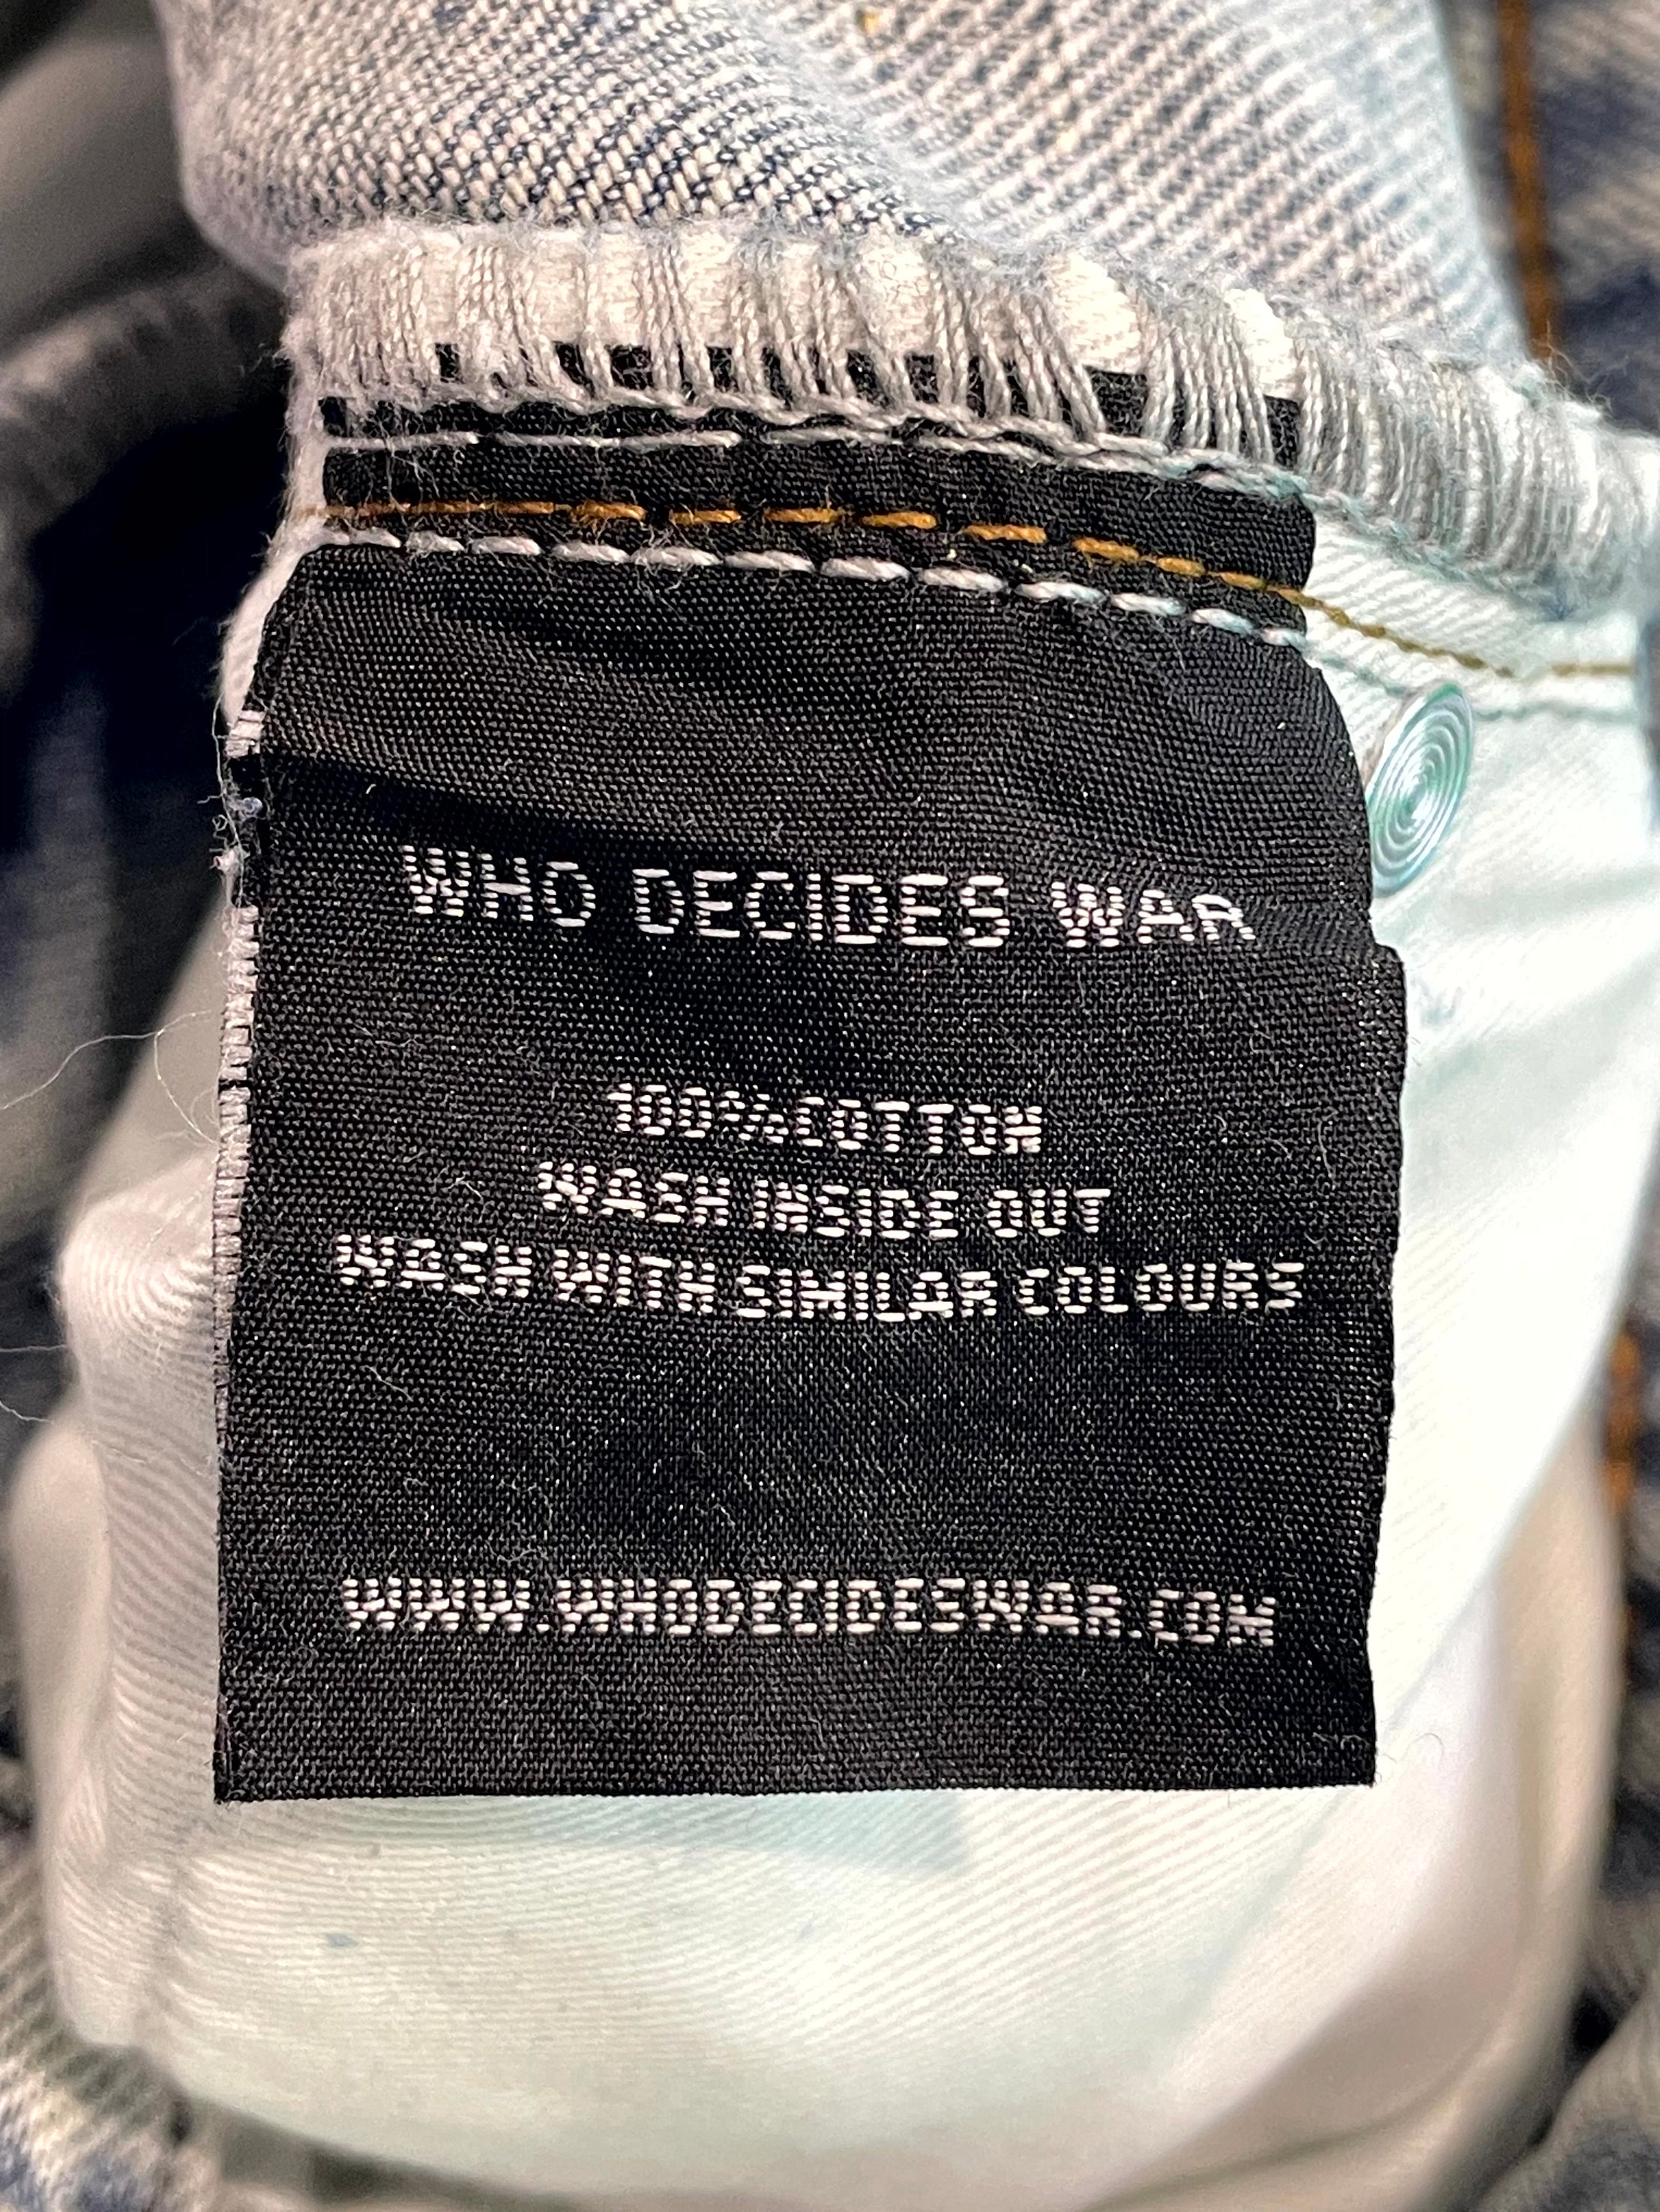 WHO DECIDES WAR
100%COTTON
WASH INSIDE OUT
WASH WITH SIMILAR COLOURS
WWW.WHODECIDESWAR.COM